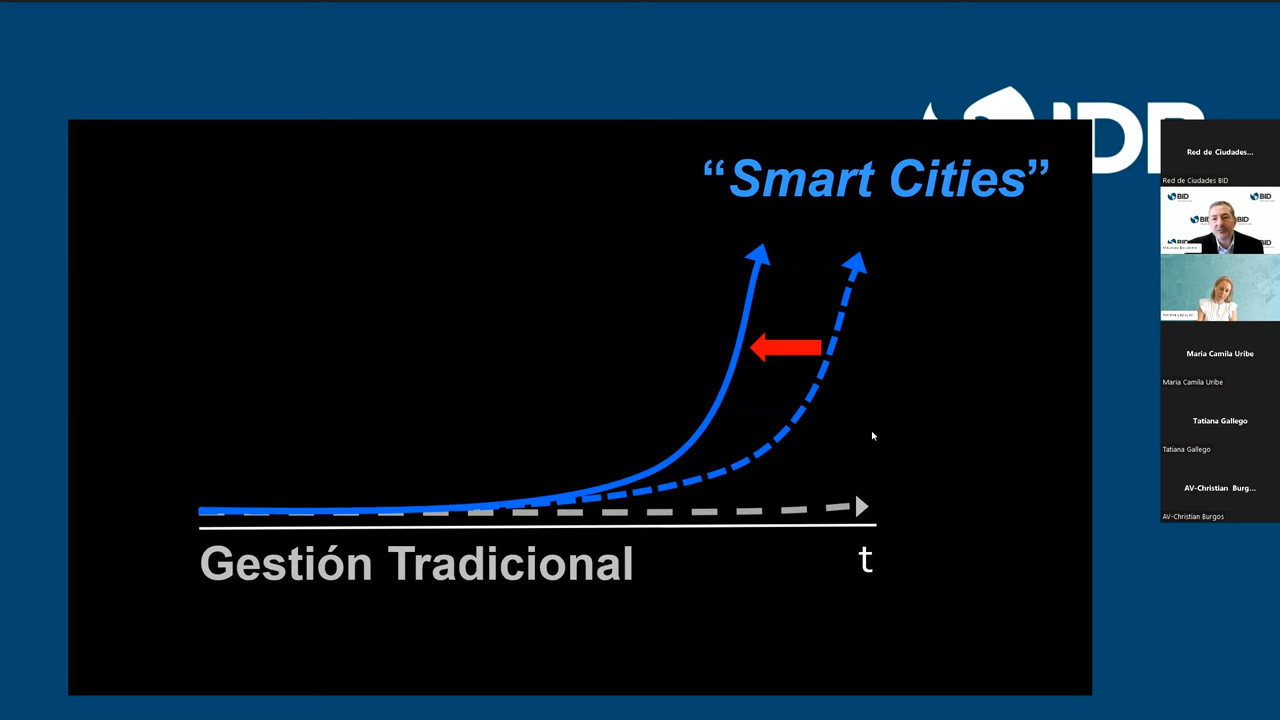 IDB
“Smart Cities”
Gestión Tradicional
t
Red de Ciudades...
Red de Ciudades BID
BID
BID
BID
BID
Maria Camila Uribe
Maria Camila Uribe
Tatiana Gallego
Tatiana Gallego
AV-Christian Burg...
AV-Christian Burgos